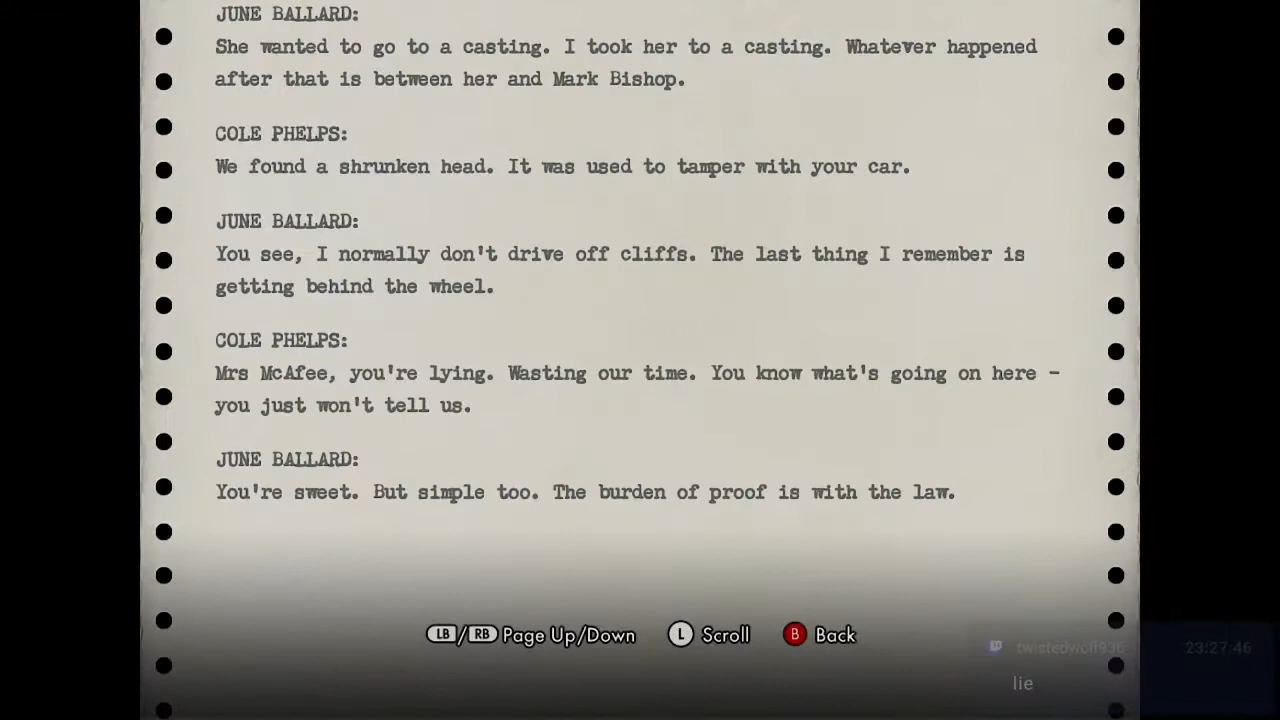 JUNE BALLARD:
She wanted to go to a casting. I took her to a casting. Whatever happened
after that is between her and Mark Bishop.
COLE PHELPS:
We found a shrunken head. It was used to tamper with your car.
JUNE BALLARD:
You see, I normally don't drive off cliffs. The last thing I remember is
getting behind the wheel.
COLE PHELPS:
Mrs McAfee, you're lying. Wasting our time. You know what's going on here -
you just won't tell us.
JUNE BALLARD:
You're sweet. But simple too. The burden of proof is with the law.
LB/RB Page Up/Down L Scroll B Back
twistedwolf936 23:27:46
lie